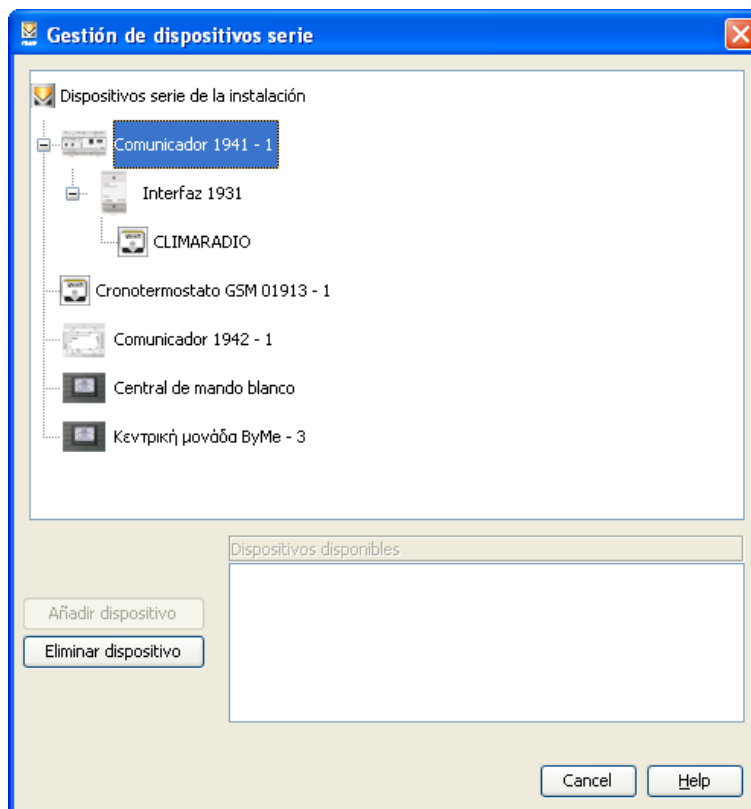 Gestión de dispositivos serie
Dispositivos serie de la instalación
Comunicador 1941 - 1
Interfaz 1931
CLIMARADIO
Cronotermostato GSM 01913 - 1
Comunicador 1942 - 1
Central de mando blanco
Κεντρική μονάδα ByMe - 3
Dispositivos disponibles
Añadir dispositivo
Eliminar dispositivo
Cancel
Help